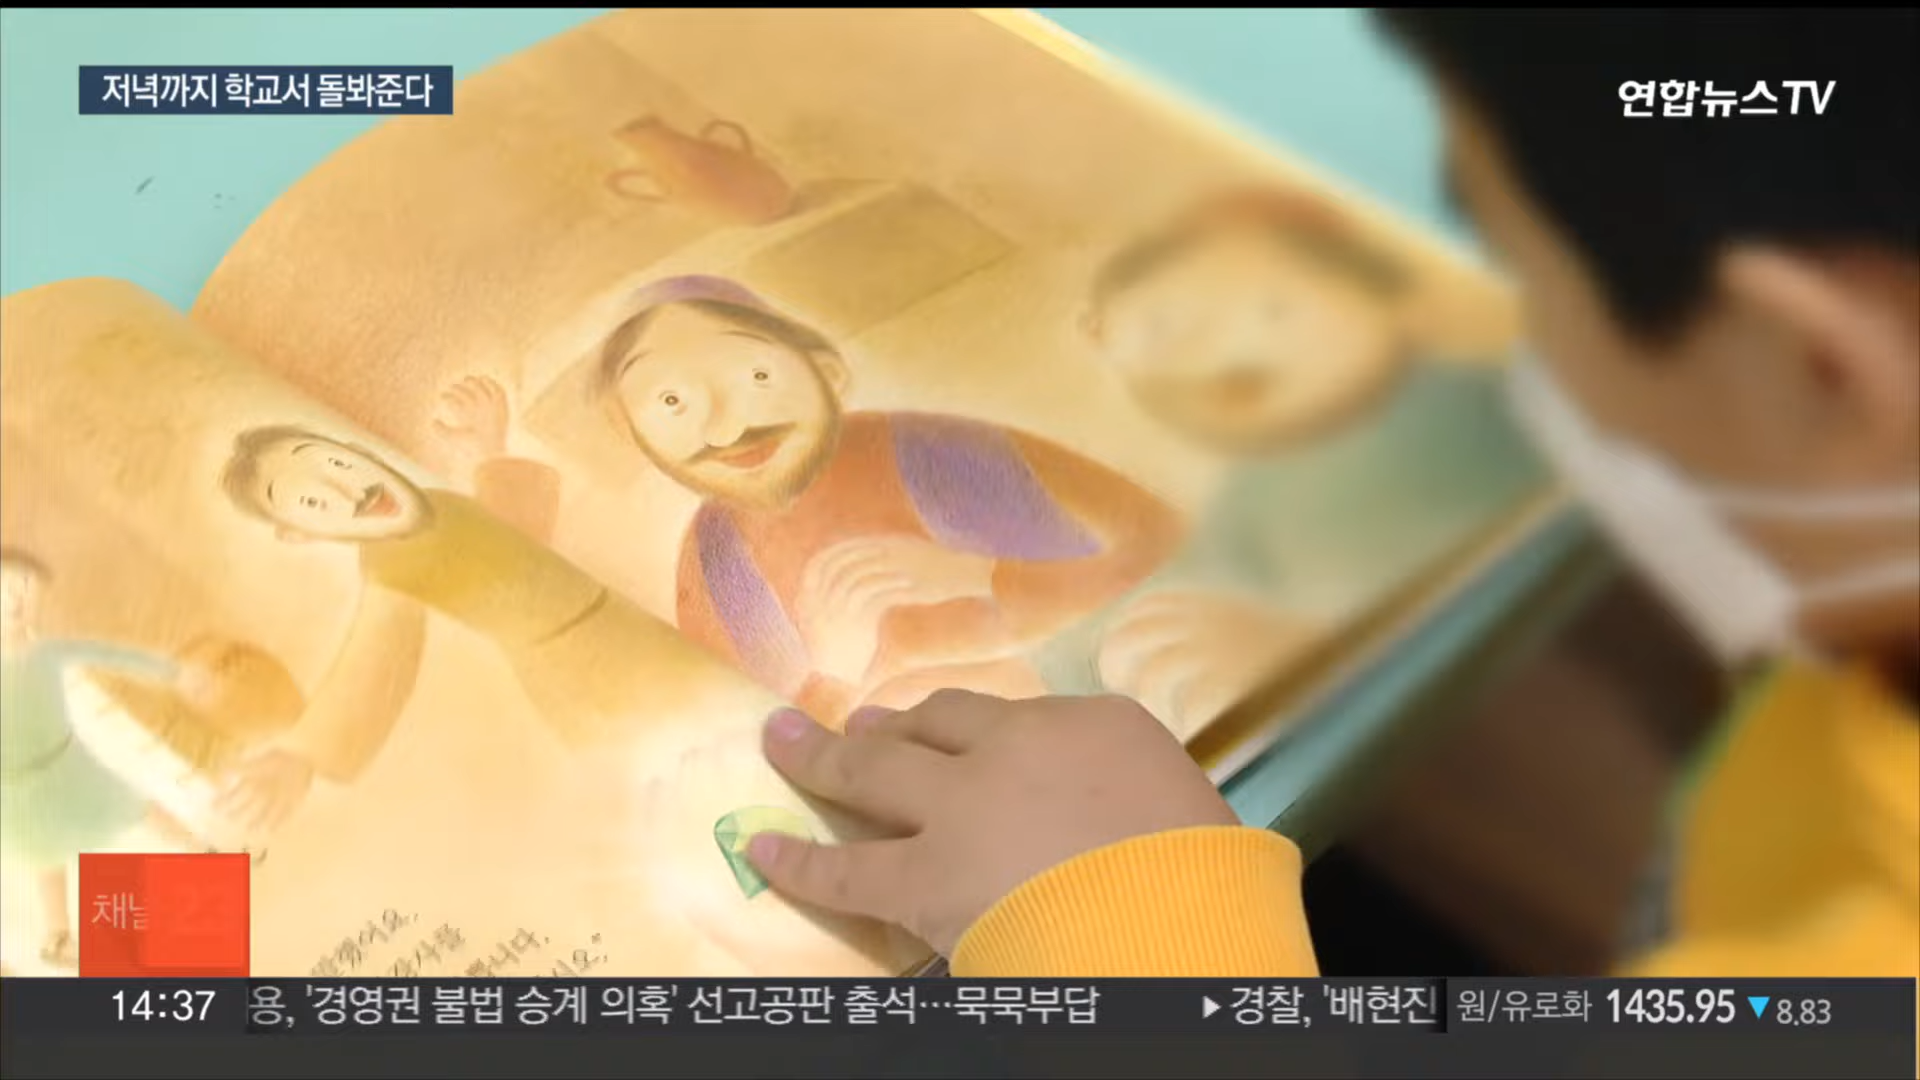 저녁까지 학교서 돌봐준다
연합뉴스TV
채널
14:37
용, '경영권 불법 승계 의혹' 선고공판 출석…묵묵부답
▶경찰, '배현진
원/유로화 1435.95 ▼8.83